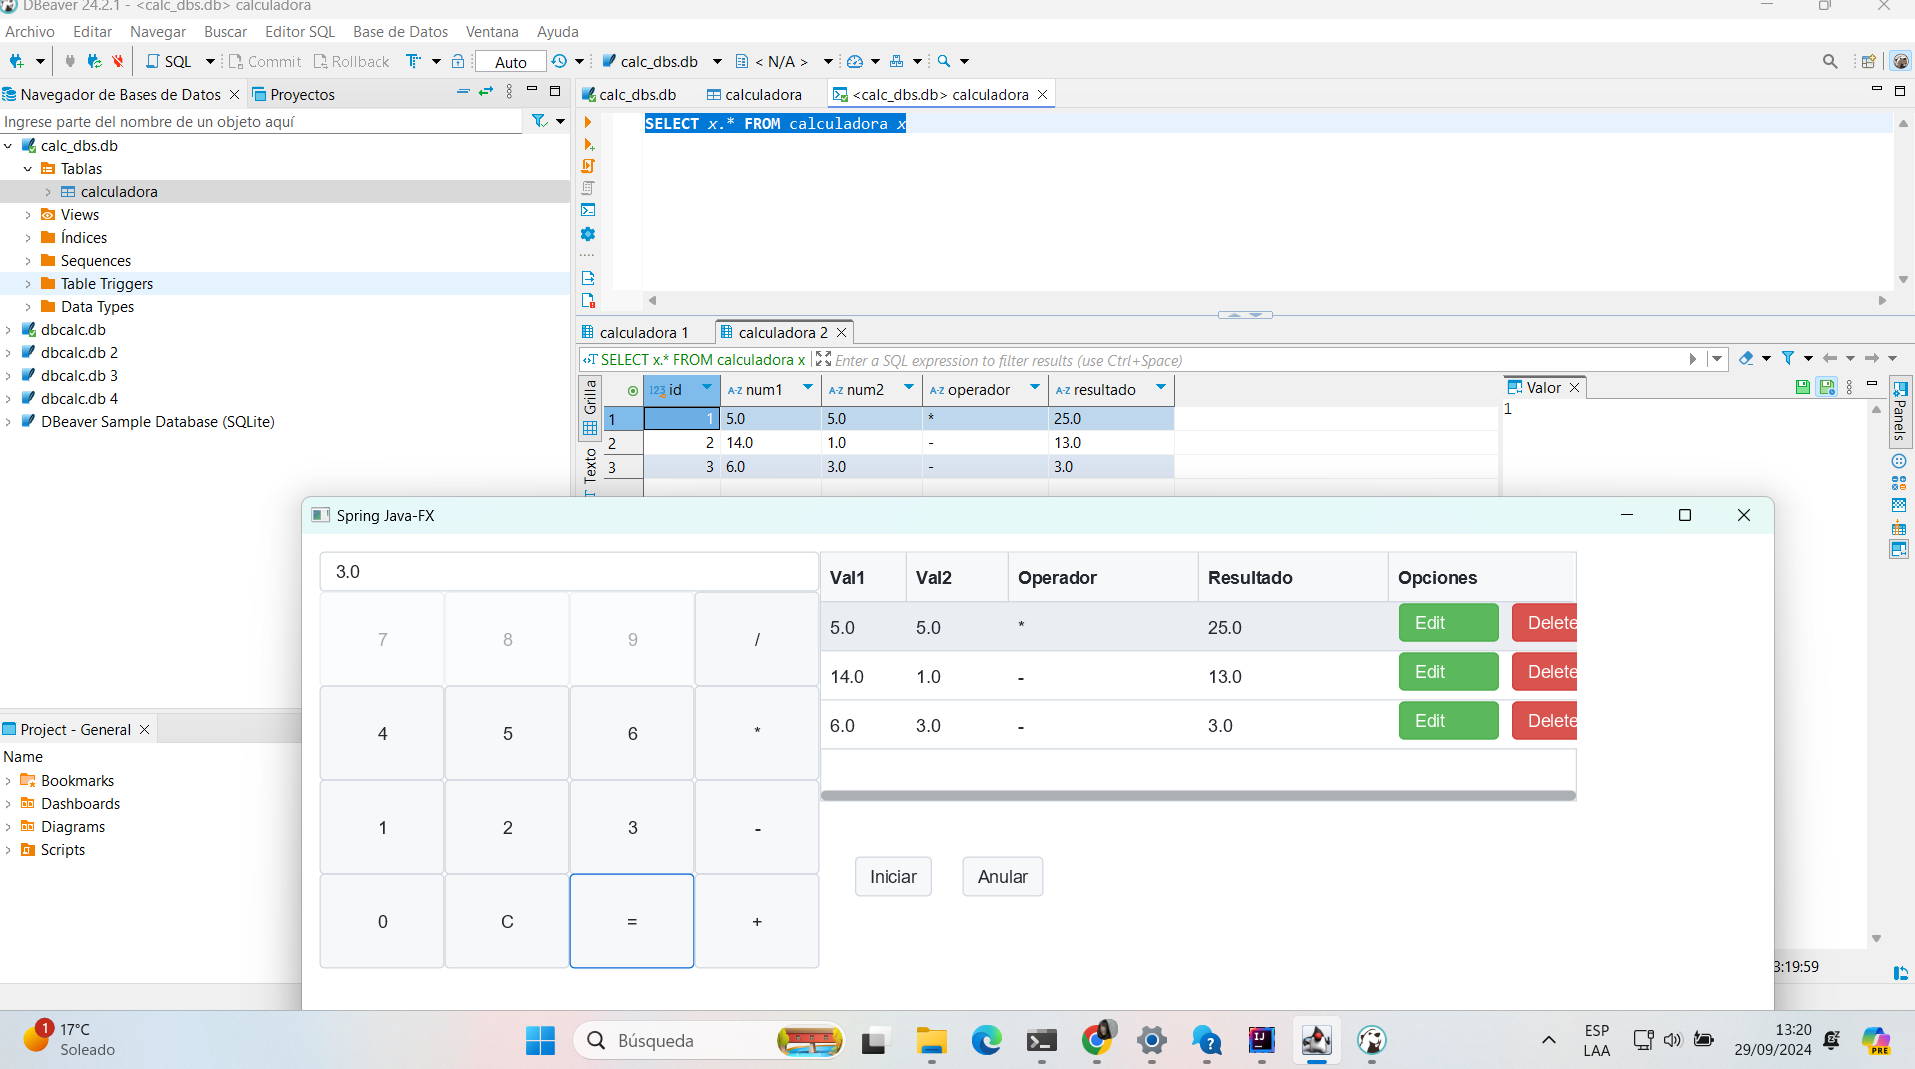 DBeaver 24.2.1 - <calc_dbs.db> calculadora
Archivo Editar Navegar Buscar Editor SQL Base de Datos Ventana Ayuda
SQL Commit Rollback Auto calc_dbs.db < N/A >
Navegador de Bases de Datos Proyectos
Ingrese parte del nombre de un objeto aquí
calc_dbs.db
Tablas
calculadora
Views
Índices
Sequences
Table Triggers
Data Types
dbcalc.db
dbcalc.db 2
dbcalc.db 3
dbcalc.db 4
DBeaver Sample Database (SQLite)
Project - General
Name
Bookmarks
Dashboards
Diagrams
Scripts
calc_dbs.db calculadora <calc_dbs.db> calculadora
SELECT x.* FROM calculadora x
calculadora 1 calculadora 2
SELECT x.* FROM calculadora x Enter a SQL expression to filter results (use Ctrl+Space)
Grilla
Texto
123 id A-Z num1 A-Z num2 A-Z operador A-Z resultado
1 1 5.0 5.0 * 25.0
2 2 14.0 1.0 - 13.0
3 3 6.0 3.0 - 3.0
Valor
1
Panels
Spring Java-FX
3.0
7 8 9 /
4 5 6 *
1 2 3 -
0 C = +
Val1 Val2 Operador Resultado Opciones
5.0 5.0 * 25.0 Edit Delete
14.0 1.0 - 13.0 Edit Delete
6.0 3.0 - 3.0 Edit Delete
Iniciar Anular
3:19:59
1
17°C
Soleado
Búsqueda
ESP
LAA
13:20
29/09/2024
PRE